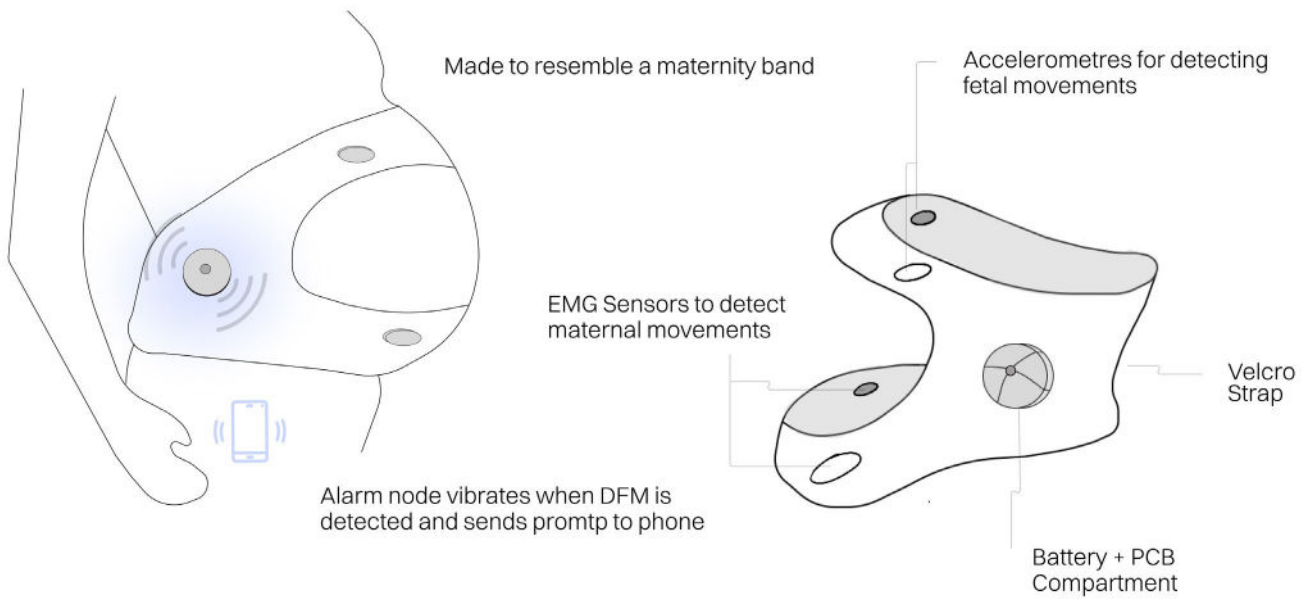 Made to resemble a maternity band
Accelerometres for detecting
fetal movements
EMG Sensors to detect
maternal movements
Velcro
Strap
Alarm node vibrates when DFM is
detected and sends promtp to phone
Battery + PCB
Compartment